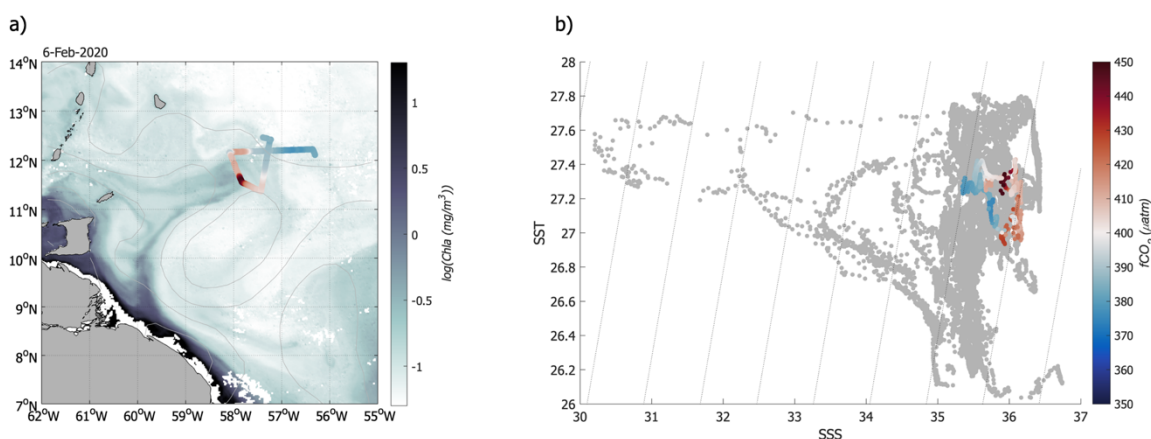 a)
6-Feb-2020
14°N
13°N
12°N
11°N
10°N
9°N
8°N
7°N
62°W 61°W 60°W 59°W 58°W 57°W 56°W 55°W
1
0.5
0
-0.5
-1
log(Chla (mg/m³))
b)
28
27.8
27.6
27.4
27.2
27
26.8
26.6
26.4
26.2
26
SST
30 31 32 33 34 35 36 37
SSS
450
440
430
420
410
400
390
380
370
360
350
fCO₂ (μatm)